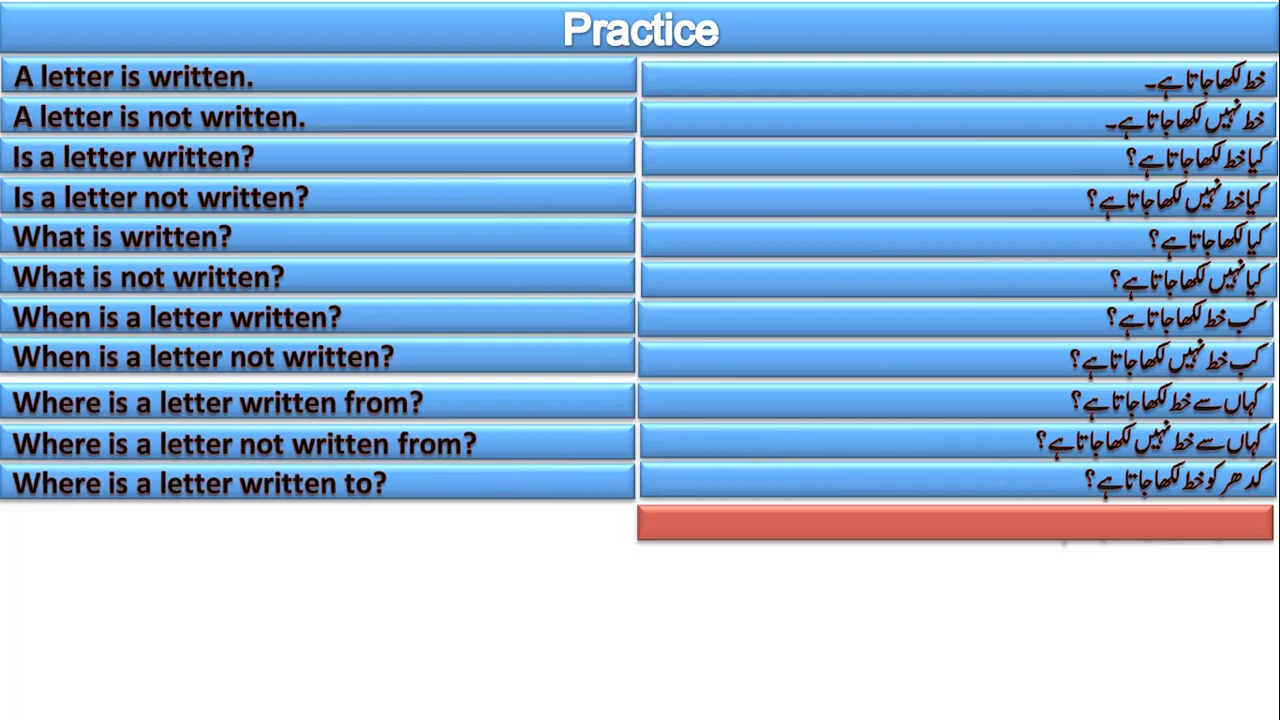 Practice
A letter is written.
خط لکھا جاتا ہے۔
A letter is not written.
خط نہیں لکھا جاتا ہے۔
Is a letter written?
کیا خط لکھا جاتا ہے؟
Is a letter not written?
کیا خط نہیں لکھا جاتا ہے؟
What is written?
کیا لکھا جاتا ہے؟
What is not written?
کیا نہیں لکھا جاتا ہے؟
When is a letter written?
کب خط لکھا جاتا ہے؟
When is a letter not written?
کب خط نہیں لکھا جاتا ہے؟
Where is a letter written from?
کہاں سے خط لکھا جاتا ہے؟
Where is a letter not written from?
کہاں سے خط نہیں لکھا جاتا ہے؟
Where is a letter written to?
کدھر کو خط لکھا جاتا ہے؟